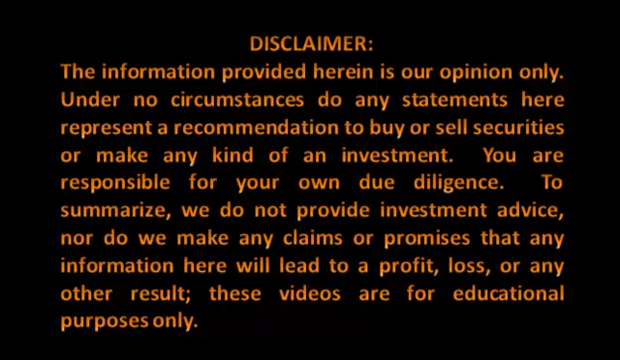 DISCLAIMER:
The information provided herein is our opinion only.
Under no circumstances do any statements here
represent a recommendation to buy or sell securities
or make any kind of an investment. You are
responsible for your own due diligence. To
summarize, we do not provide investment advice,
nor do we make any claims or promises that any
information here will lead to a profit, loss, or any
other result; these videos are for educational
purposes only.